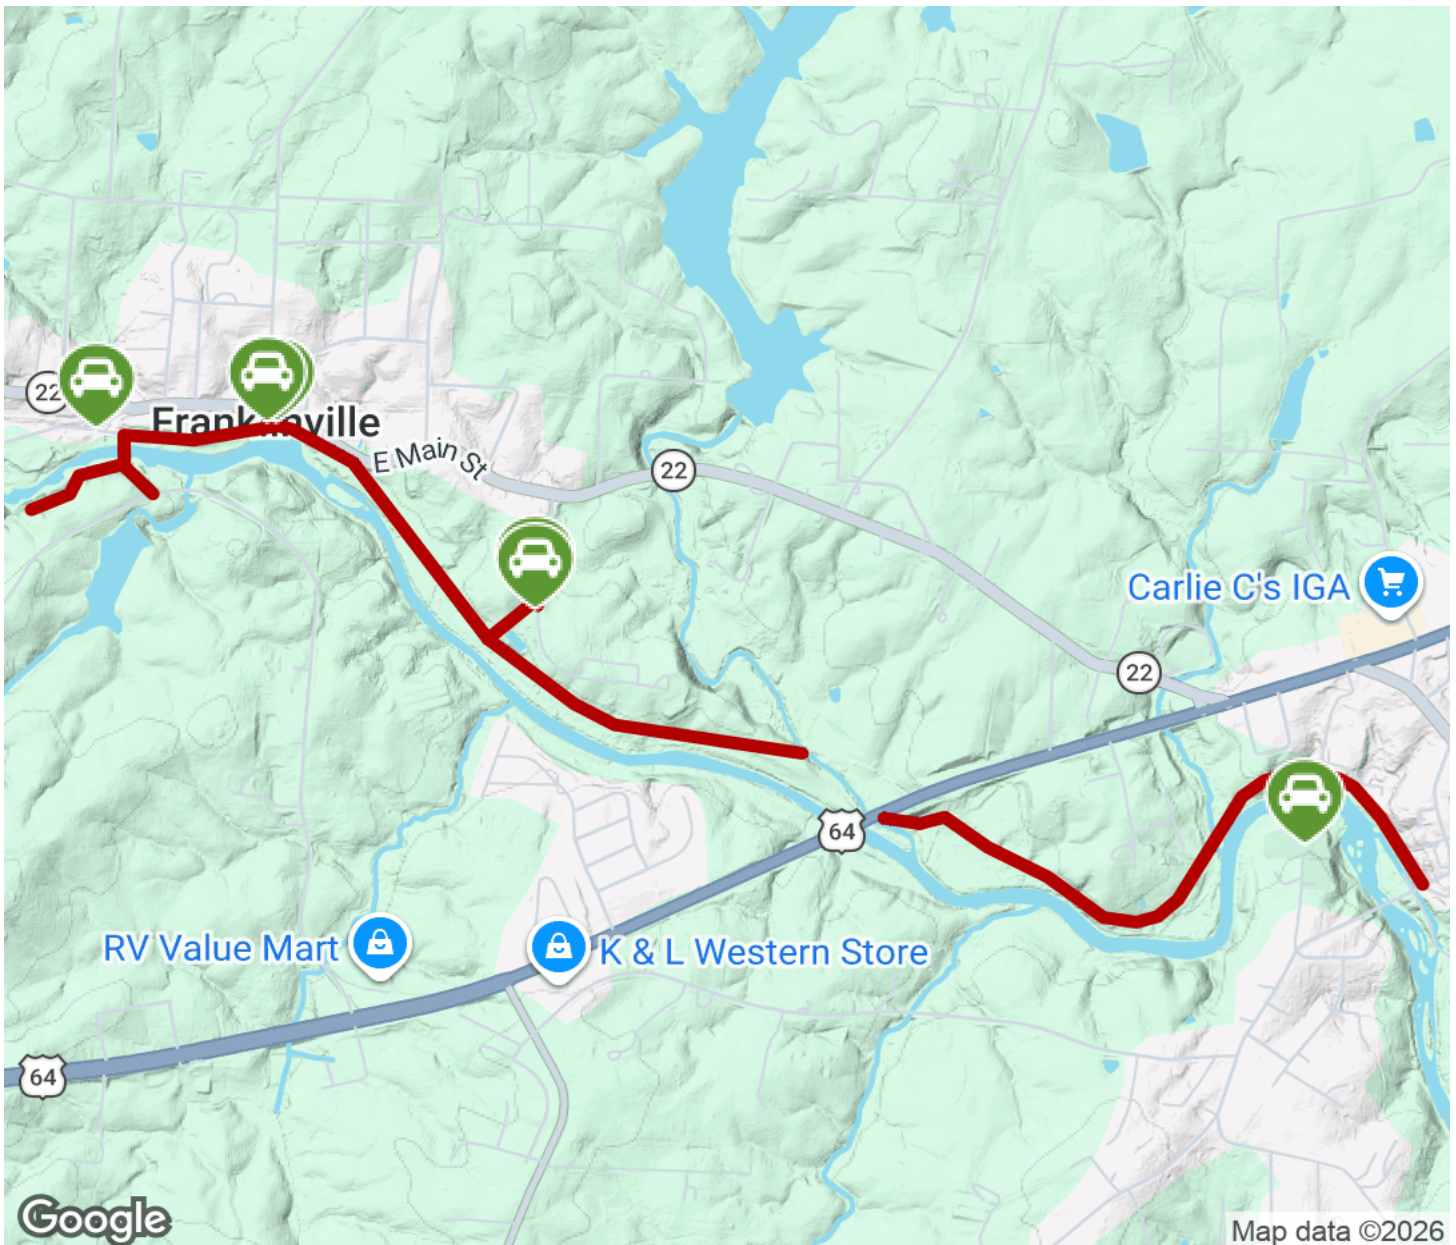 22
Franklinville
E Main St
22
Carlie C's IGA
22
64
RV Value Mart
K & L Western Store
64
Google
Map data ©2026